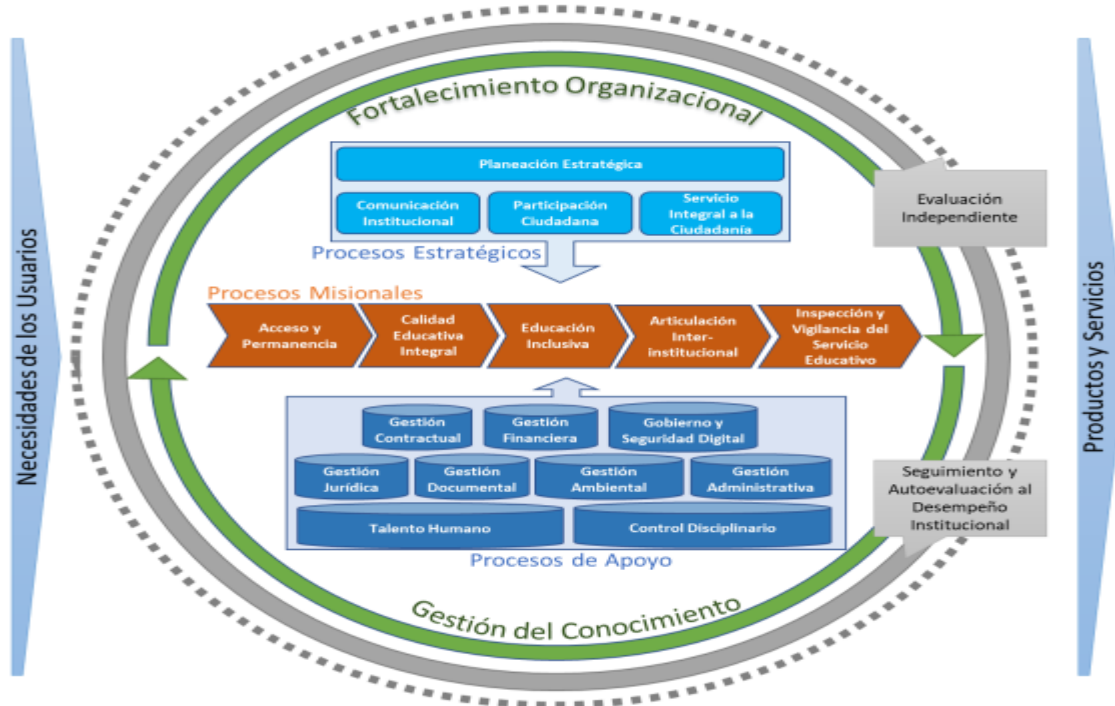 Necesidades de los Usuarios
Fortalecimiento Organizacional
Planeación Estratégica
Comunicación
Institucional
Participación
Ciudadana
Servicio
Integral a la
Ciudadanía
Procesos Estratégicos
Evaluación
Independiente
Procesos Misionales
Acceso y
Permanencia
Calidad
Educativa
Integral
Educación
Inclusiva
Articulación
Inter-
institucional
Inspección y
Vigilancia del
Servicio
Educativo
Gestión
Contractual
Gestión
Financiera
Gobierno y
Seguridad Digital
Gestión
Jurídica
Gestión
Documental
Gestión
Ambiental
Gestión
Administrativa
Talento Humano
Control Disciplinario
Procesos de Apoyo
Seguimiento y
Autoevaluación al
Desempeño
Institucional
Gestión del Conocimiento
Productos y Servicios